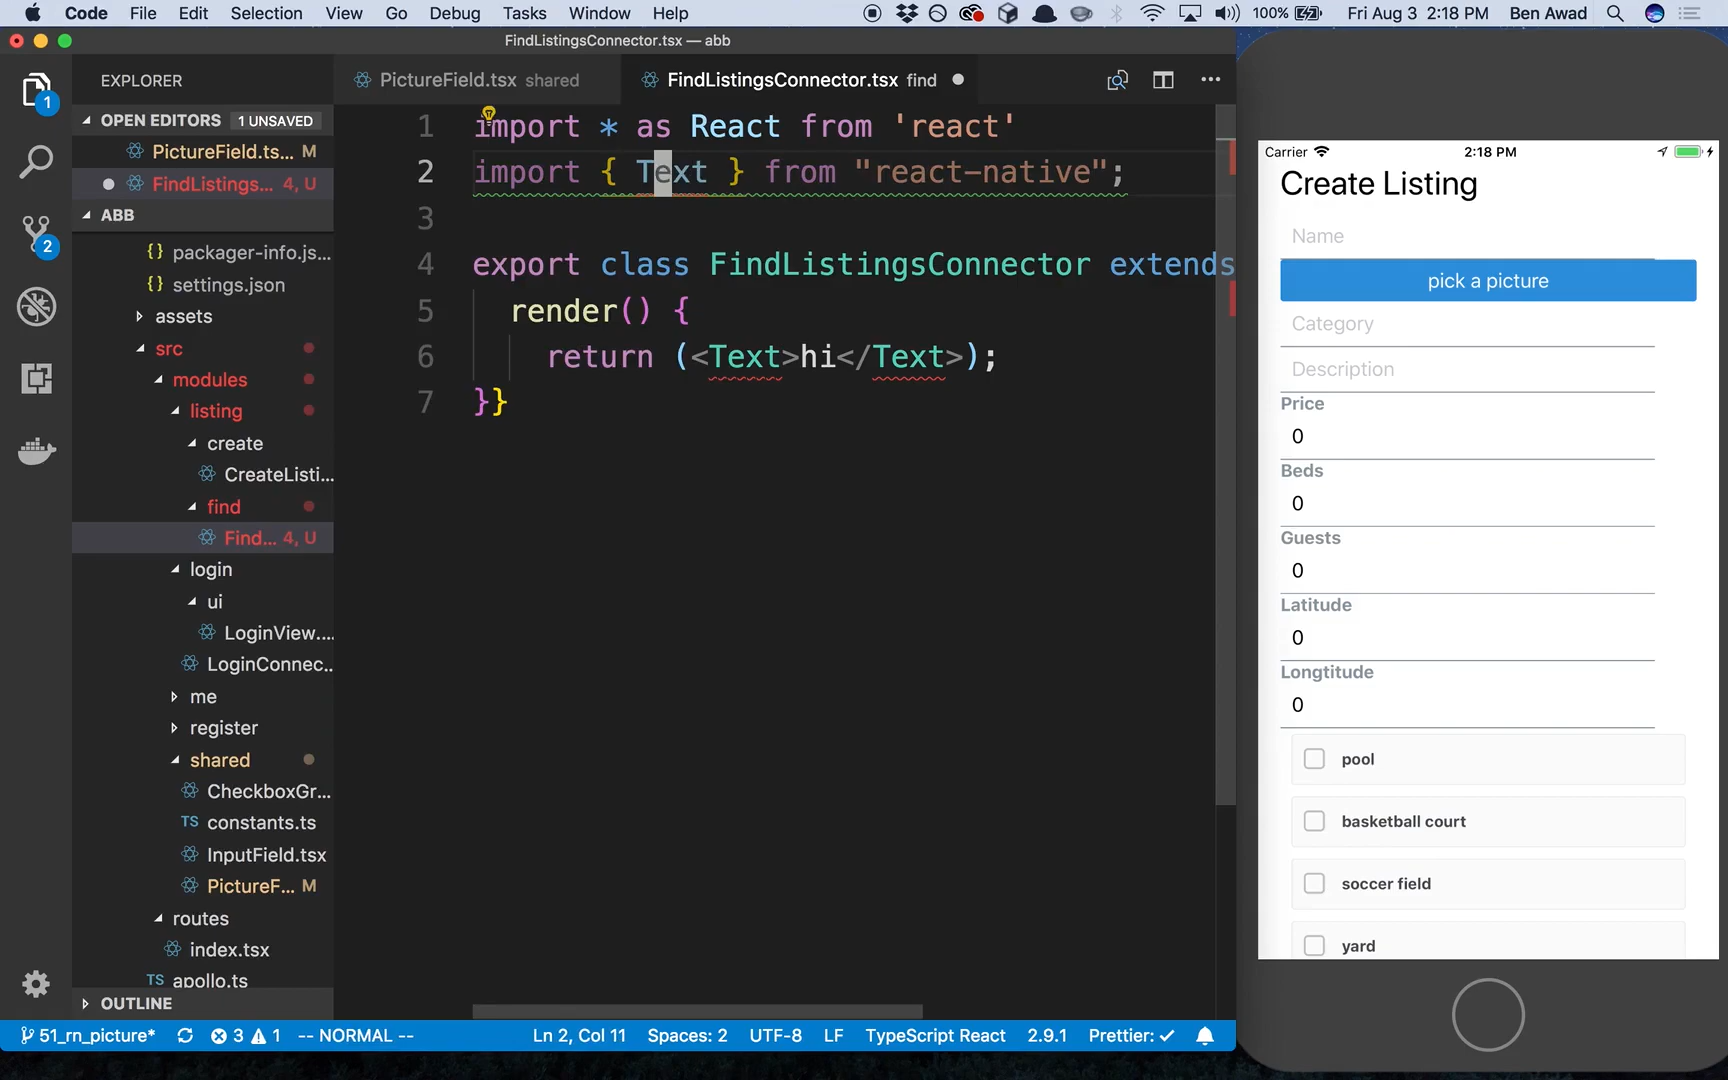 Code File Edit Selection View Go Debug Tasks Window Help 100% Fri Aug 3 2:18 PM Ben Awad
FindListingsConnector.tsx — abb
EXPLORER
OPEN EDITORS 1 UNSAVED
PictureField.ts... M
FindListings... 4, U
ABB
{} packager-info.js...
{} settings.json
assets
src
modules
listing
create
CreateListi...
find
Find... 4, U
login
ui
LoginView....
LoginConnec...
me
register
shared
CheckboxGr...
TS constants.ts
InputField.tsx
PictureF... M
routes
index.tsx
TS apollo.ts
OUTLINE
1
2
PictureField.tsx shared FindListingsConnector.tsx find
1 import * as React from 'react'
2 import { Text } from "react-native";
3
4 export class FindListingsConnector extends
5 render() {
6 return (<Text>hi</Text>);
7 }}
51_rn_picture* 3 1 -- NORMAL -- Ln 2, Col 11 Spaces: 2 UTF-8 LF TypeScript React 2.9.1 Prettier: ✓
Carrier 2:18 PM
Create Listing
Name
pick a picture
Category
Description
Price
0
Beds
0
Guests
0
Latitude
0
Longtitude
0
pool
basketball court
soccer field
yard